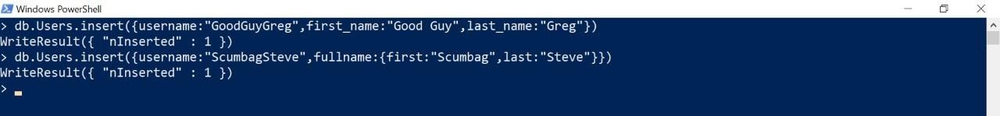 Windows PowerShell
> db.Users.insert({username:"GoodGuyGreg",first_name:"Good Guy",last_name:"Greg"})
WriteResult({ "nInserted" : 1 })
> db.Users.insert({username:"ScumbagSteve",fullname:{first:"Scumbag",last:"Steve"}})
WriteResult({ "nInserted" : 1 })
>